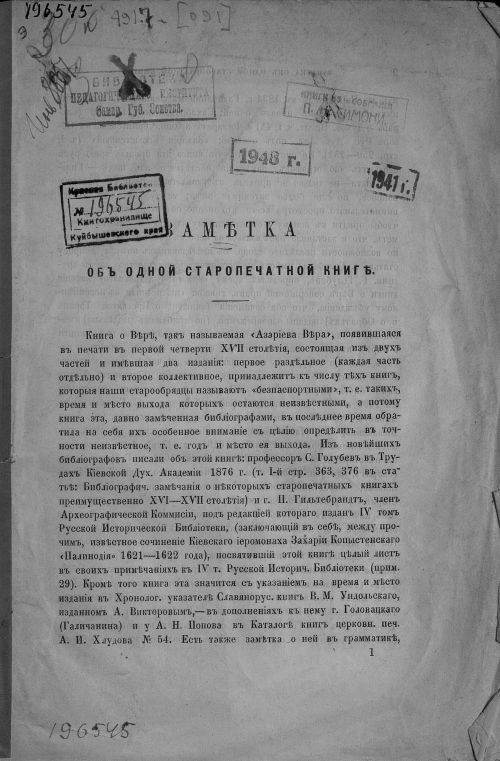 196545
4917. [091]
БИБЛИОТЕКА
ПЕДАГОГИЧЕСКОГО
Самар. Губ. Совета.
П. СИМОНИ
1948 г.
1941 г.
Краевая Библиотека
№ 196545
Книгохранилище
Куйбышевского края
ЗАМѢТКА
ОБЪ ОДНОЙ СТАРОПЕЧАТНОЙ КНИГѢ.
Книга о Вѣрѣ, такъ называемая «Азаріева Вѣра», появившаяся
въ печати въ первой четверти XVII столѣтія, состоящая изъ двухъ
частей и имѣвшая два изданія: первое раздѣльное (каждая часть
отдѣльно) и второе коллективное, принадлежитъ къ числу тѣхъ книгъ,
которыя наши старообрядцы называютъ «безпаспортными», т. е. такихъ,
время и мѣсто выхода которыхъ остаются неизвѣстными, а потому
книга эта, давно замѣченная библіографами, въ послѣднее время обра-
тила на себя ихъ особенное вниманіе съ цѣлію опредѣлить въ точ-
ности неизвѣстное, т. е. годъ и мѣсто ея выхода. Изъ новѣйшихъ
библіографовъ писали объ этой книгѣ: профессоръ С. Голубевъ въ Тру-
дахъ Кіевской Дух. Академіи 1876 г. (т. I-й стр. 363, 376 въ ста-
тьѣ: Библіографич. замѣчанія о нѣкоторыхъ старопечатныхъ книгахъ
преимущественно XVI—XVII столѣтія) и г. П. Гильтебрандтъ, членъ
Археографической Коммисіи, подъ редакціей котораго изданъ IV томъ
Русской Исторической Библіотеки, (заключающій въ себѣ, между про-
чимъ, извѣстное сочиненіе Кіевскаго іеромонаха Захаріи Копыстенскаго
«Палинодія» 1621—1622 года), посвятившій этой книгѣ цѣлый листъ
въ своихъ примѣчаніяхъ къ IV т. Русской Историч. Библіотеки (прим.
29). Кромѣ того книга эта значится съ указаніемъ на время и мѣсто
изданія въ Хронолог. указателѣ Славянорус. книгъ В. М. Ундольскаго,
изданномъ А. Викторовымъ,—въ дополненіяхъ къ нему г. Головацкаго
(Галичанина) и у А. Н. Попова въ Каталогѣ книгъ церковн. печ.
А. И. Хлудова № 54. Есть также замѣтка о ней въ грамматикѣ,
1
196545